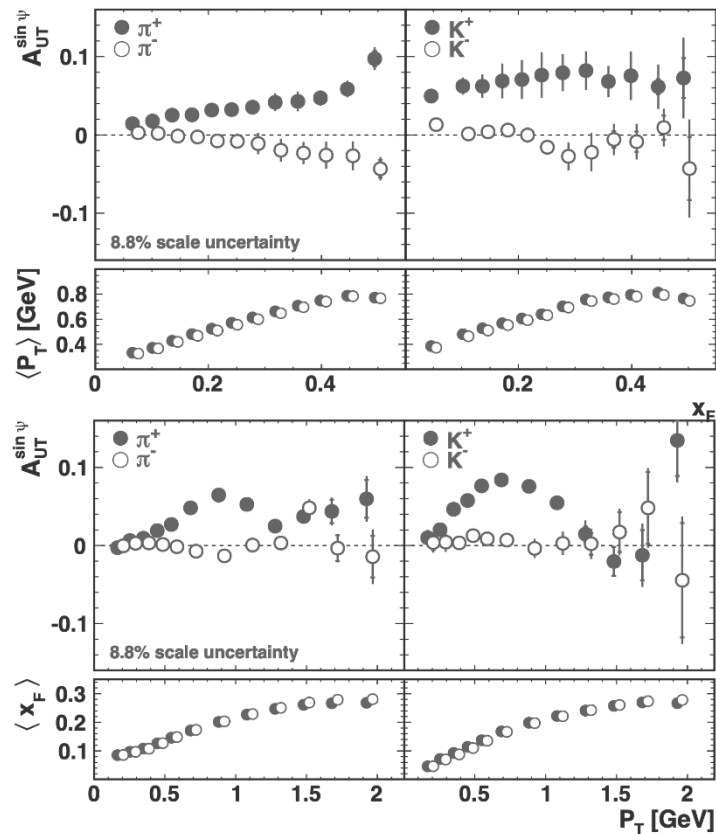 A_UT^sin ψ
π⁺ K⁺
π⁻ K⁻
0.1
0
-0.1
8.8% scale uncertainty
⟨P_T⟩ [GeV]
0.8
0.6
0.4
0 0.2 0.4 0.2 0.4
x_F
A_UT^sin ψ
π⁺ K⁺
π⁻ K⁻
0.1
0
-0.1
8.8% scale uncertainty
⟨x_F⟩
0.3
0.2
0.1
0 0.5 1 1.5 2 0 0.5 1 1.5 2
P_T [GeV]